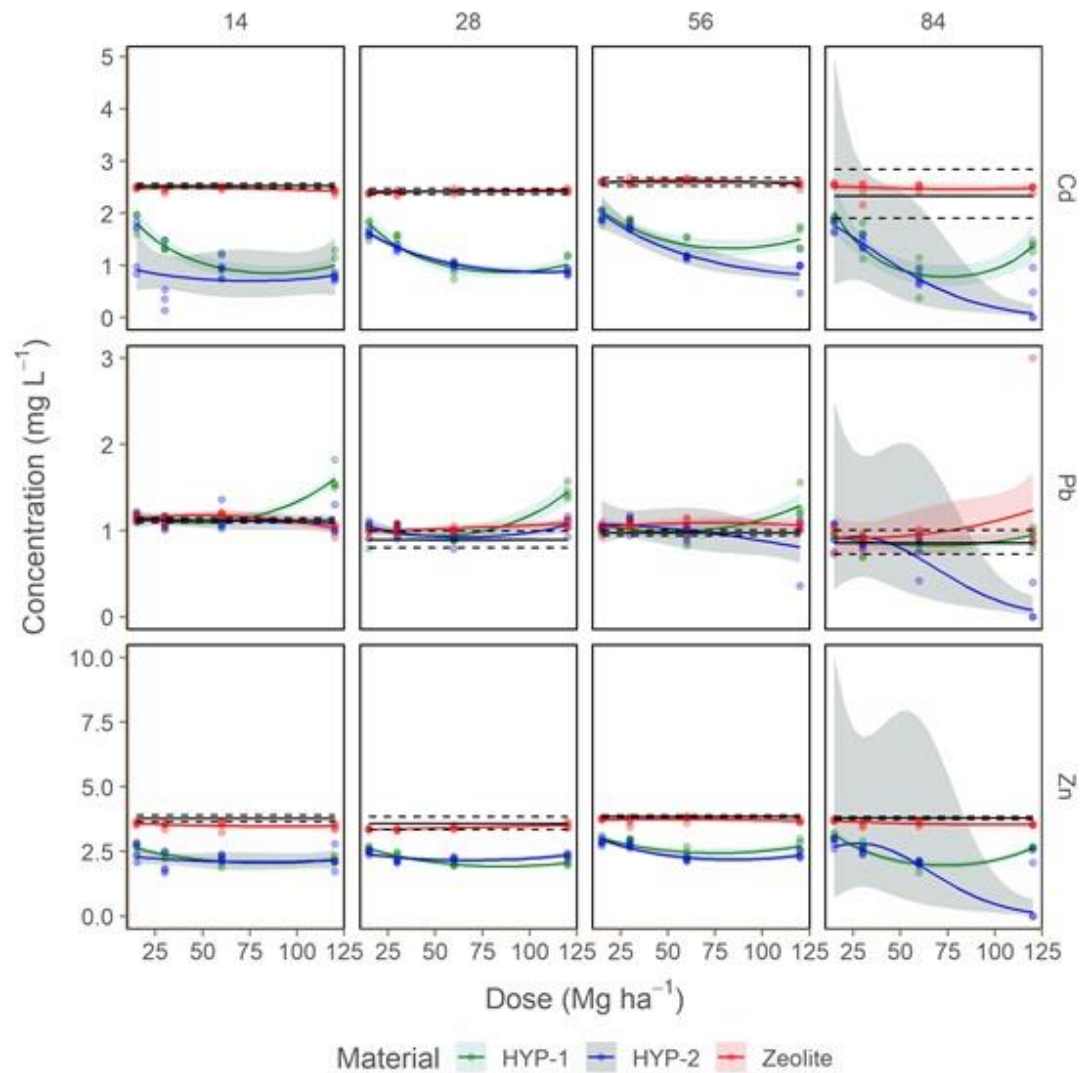 14 28 56 84
5
4
3
2
1
0
Cd
3
2
1
0
Pb
10.0
7.5
5.0
2.5
0.0
Zn
Concentration (mg L⁻¹)
25 50 75 100 125 25 50 75 100 125 25 50 75 100 125 25 50 75 100 125
Dose (Mg ha⁻¹)
Material HYP-1 HYP-2 Zeolite